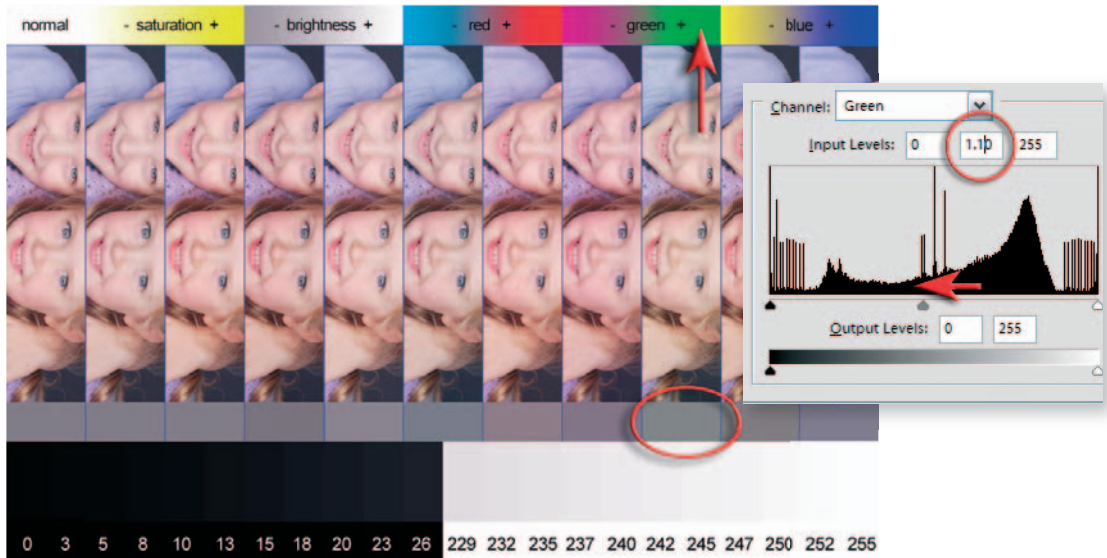 normal - saturation + - brightness + - red + - green + - blue +
Channel: Green
Input Levels: 0 1.10 255
Output Levels: 0 255
0 3 5 8 10 13 15 18 20 23 26 229 232 235 237 240 242 245 247 250 252 255